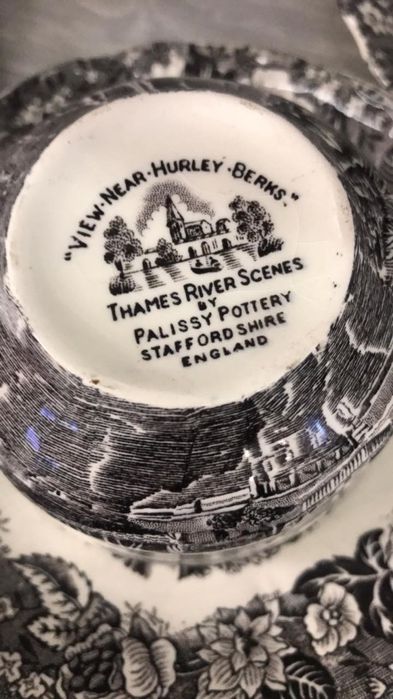 "VIEW·NEAR·HURLEY·BERKS."
THAMES RIVER SCENES
BY
PALISSY POTTERY
STAFFORDSHIRE
ENGLAND